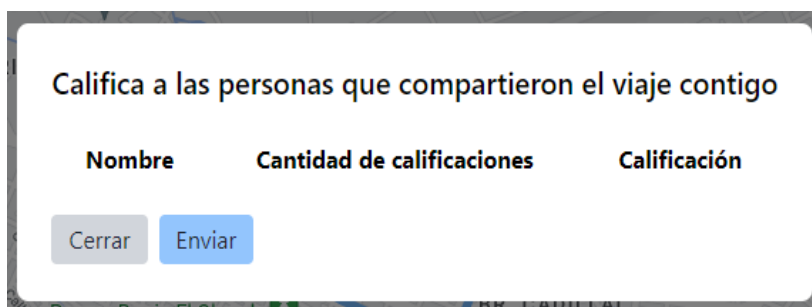 Califica a las personas que compartieron el viaje contigo
Nombre Cantidad de calificaciones Calificación
Cerrar Enviar